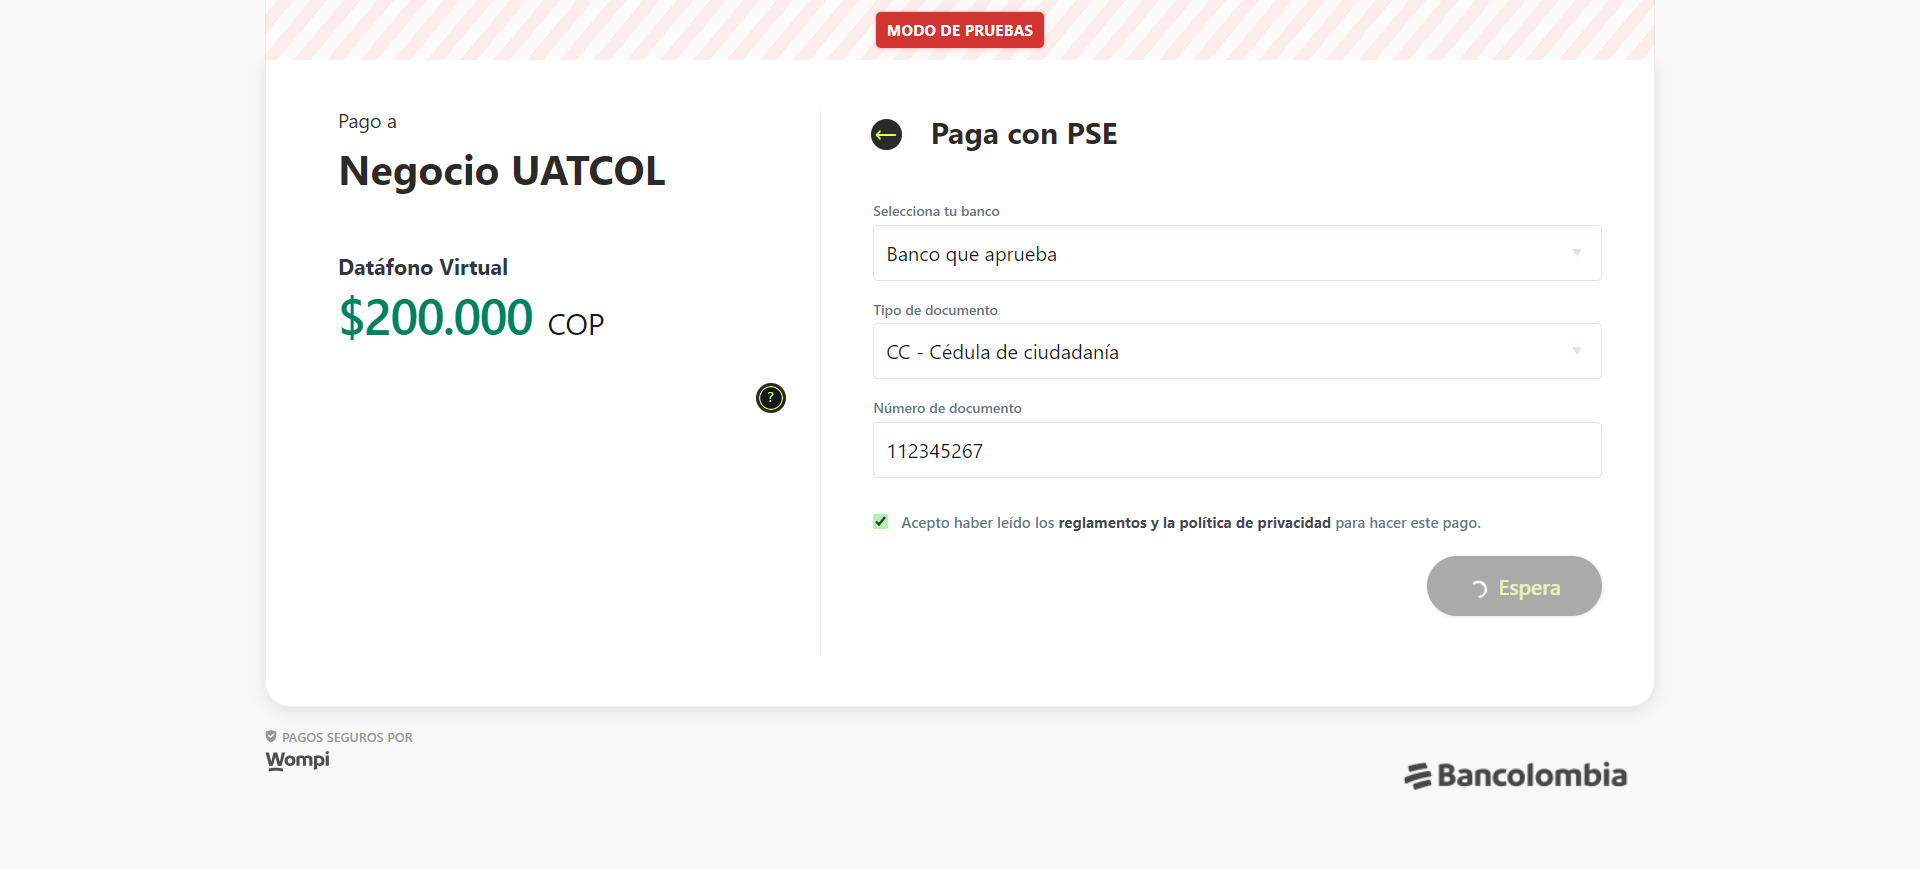 MODO DE PRUEBAS
Pago a
Negocio UATCOL
Datáfono Virtual
$200.000 COP
?
Paga con PSE
Selecciona tu banco
Banco que aprueba
Tipo de documento
CC - Cédula de ciudadanía
Número de documento
112345267
Acepto haber leído los reglamentos y la política de privacidad para hacer este pago.
Espera
PAGOS SEGUROS POR
Wompi
Bancolombia